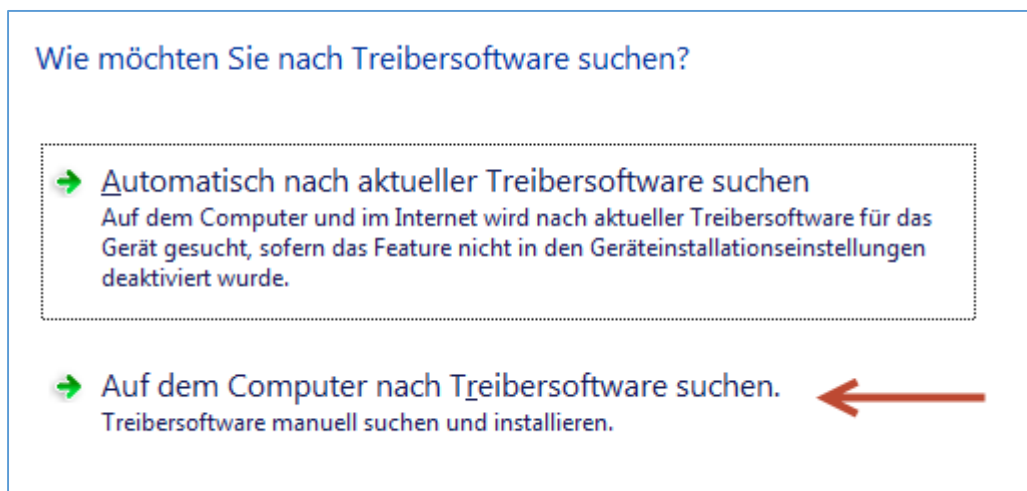 Wie möchten Sie nach Treibersoftware suchen?
Automatisch nach aktueller Treibersoftware suchen
Auf dem Computer und im Internet wird nach aktueller Treibersoftware für das
Gerät gesucht, sofern das Feature nicht in den Geräteinstallationseinstellungen
deaktiviert wurde.
Auf dem Computer nach Treibersoftware suchen.
Treibersoftware manuell suchen und installieren.